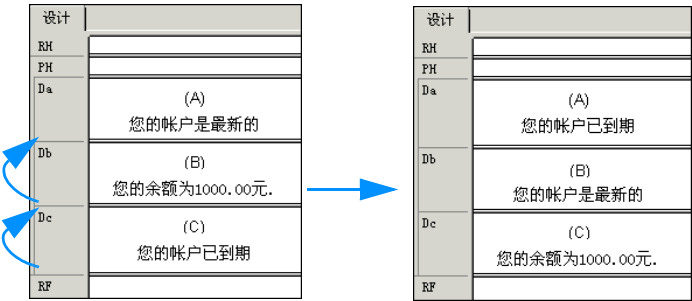 设计
RH
PH
Da
(A)
您的帐户是最新的
Db
(B)
您的余额为1000.00元.
Dc
(C)
您的帐户已到期
RF
设计
RH
PH
Da
(A)
您的帐户已到期
Db
(B)
您的帐户是最新的
Dc
(C)
您的余额为1000.00元.
RF